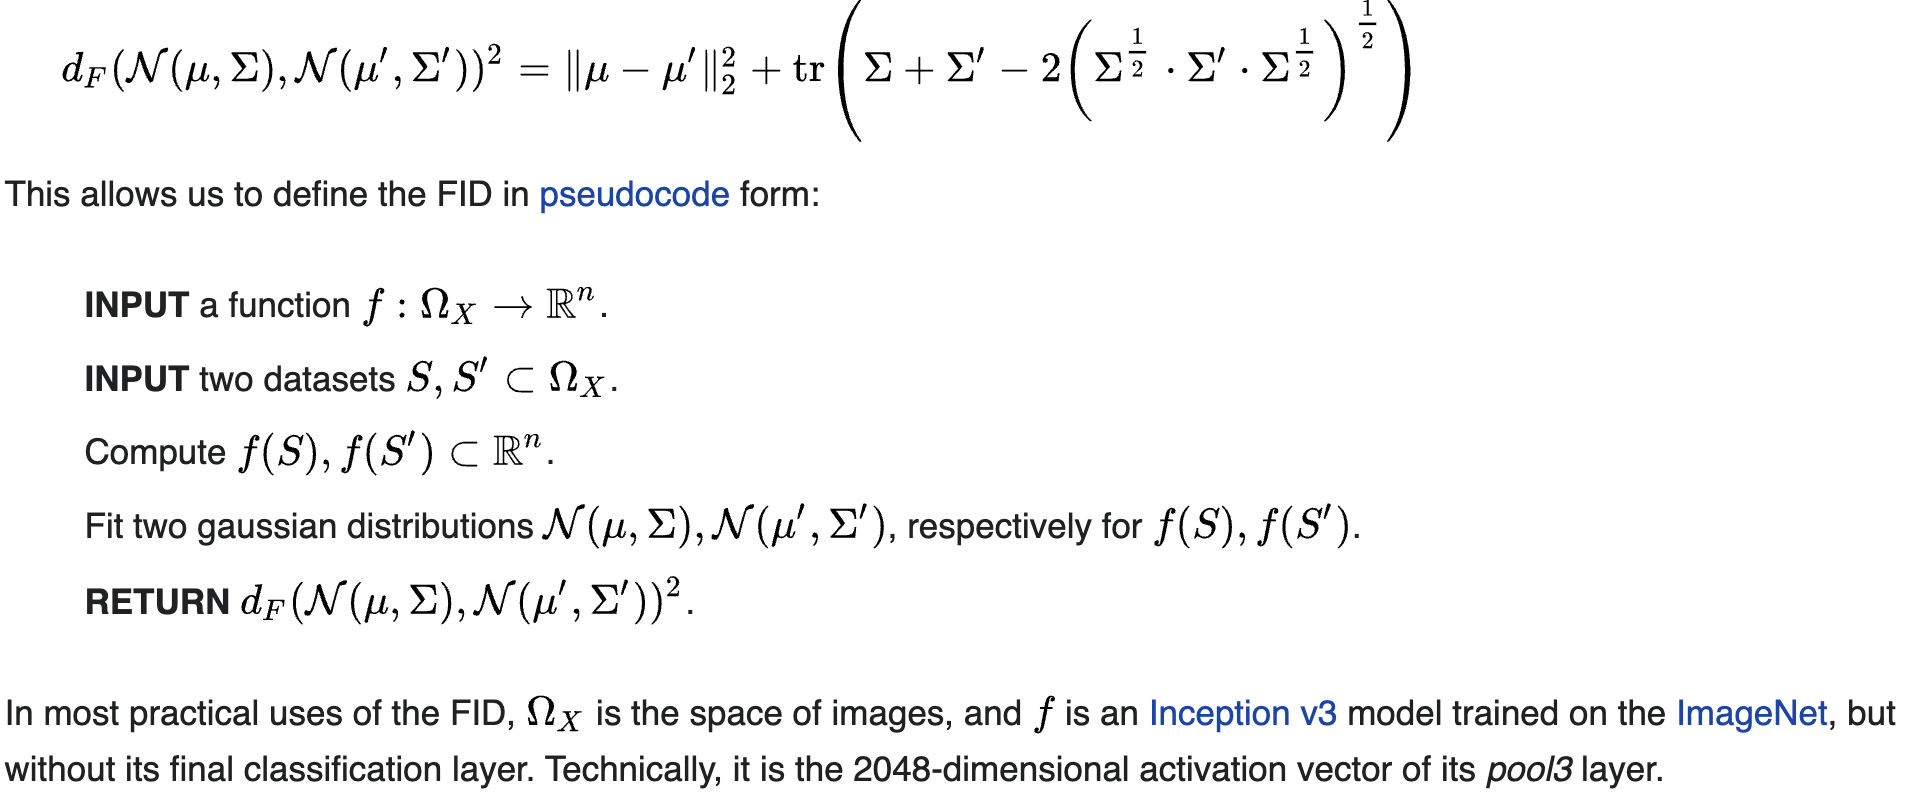 d_F(𝒩(μ, Σ), 𝒩(μ′, Σ′))² = ‖μ − μ′‖₂² + tr(Σ + Σ′ − 2(Σ^{1/2} · Σ′ · Σ^{1/2})^{1/2})
This allows us to define the FID in pseudocode form:
INPUT a function f : Ω_X → ℝⁿ.
INPUT two datasets S, S′ ⊂ Ω_X.
Compute f(S), f(S′) ⊂ ℝⁿ.
Fit two gaussian distributions 𝒩(μ, Σ), 𝒩(μ′, Σ′), respectively for f(S), f(S′).
RETURN d_F(𝒩(μ, Σ), 𝒩(μ′, Σ′))².
In most practical uses of the FID, Ω_X is the space of images, and f is an Inception v3 model trained on the ImageNet, but
without its final classification layer. Technically, it is the 2048-dimensional activation vector of its pool3 layer.